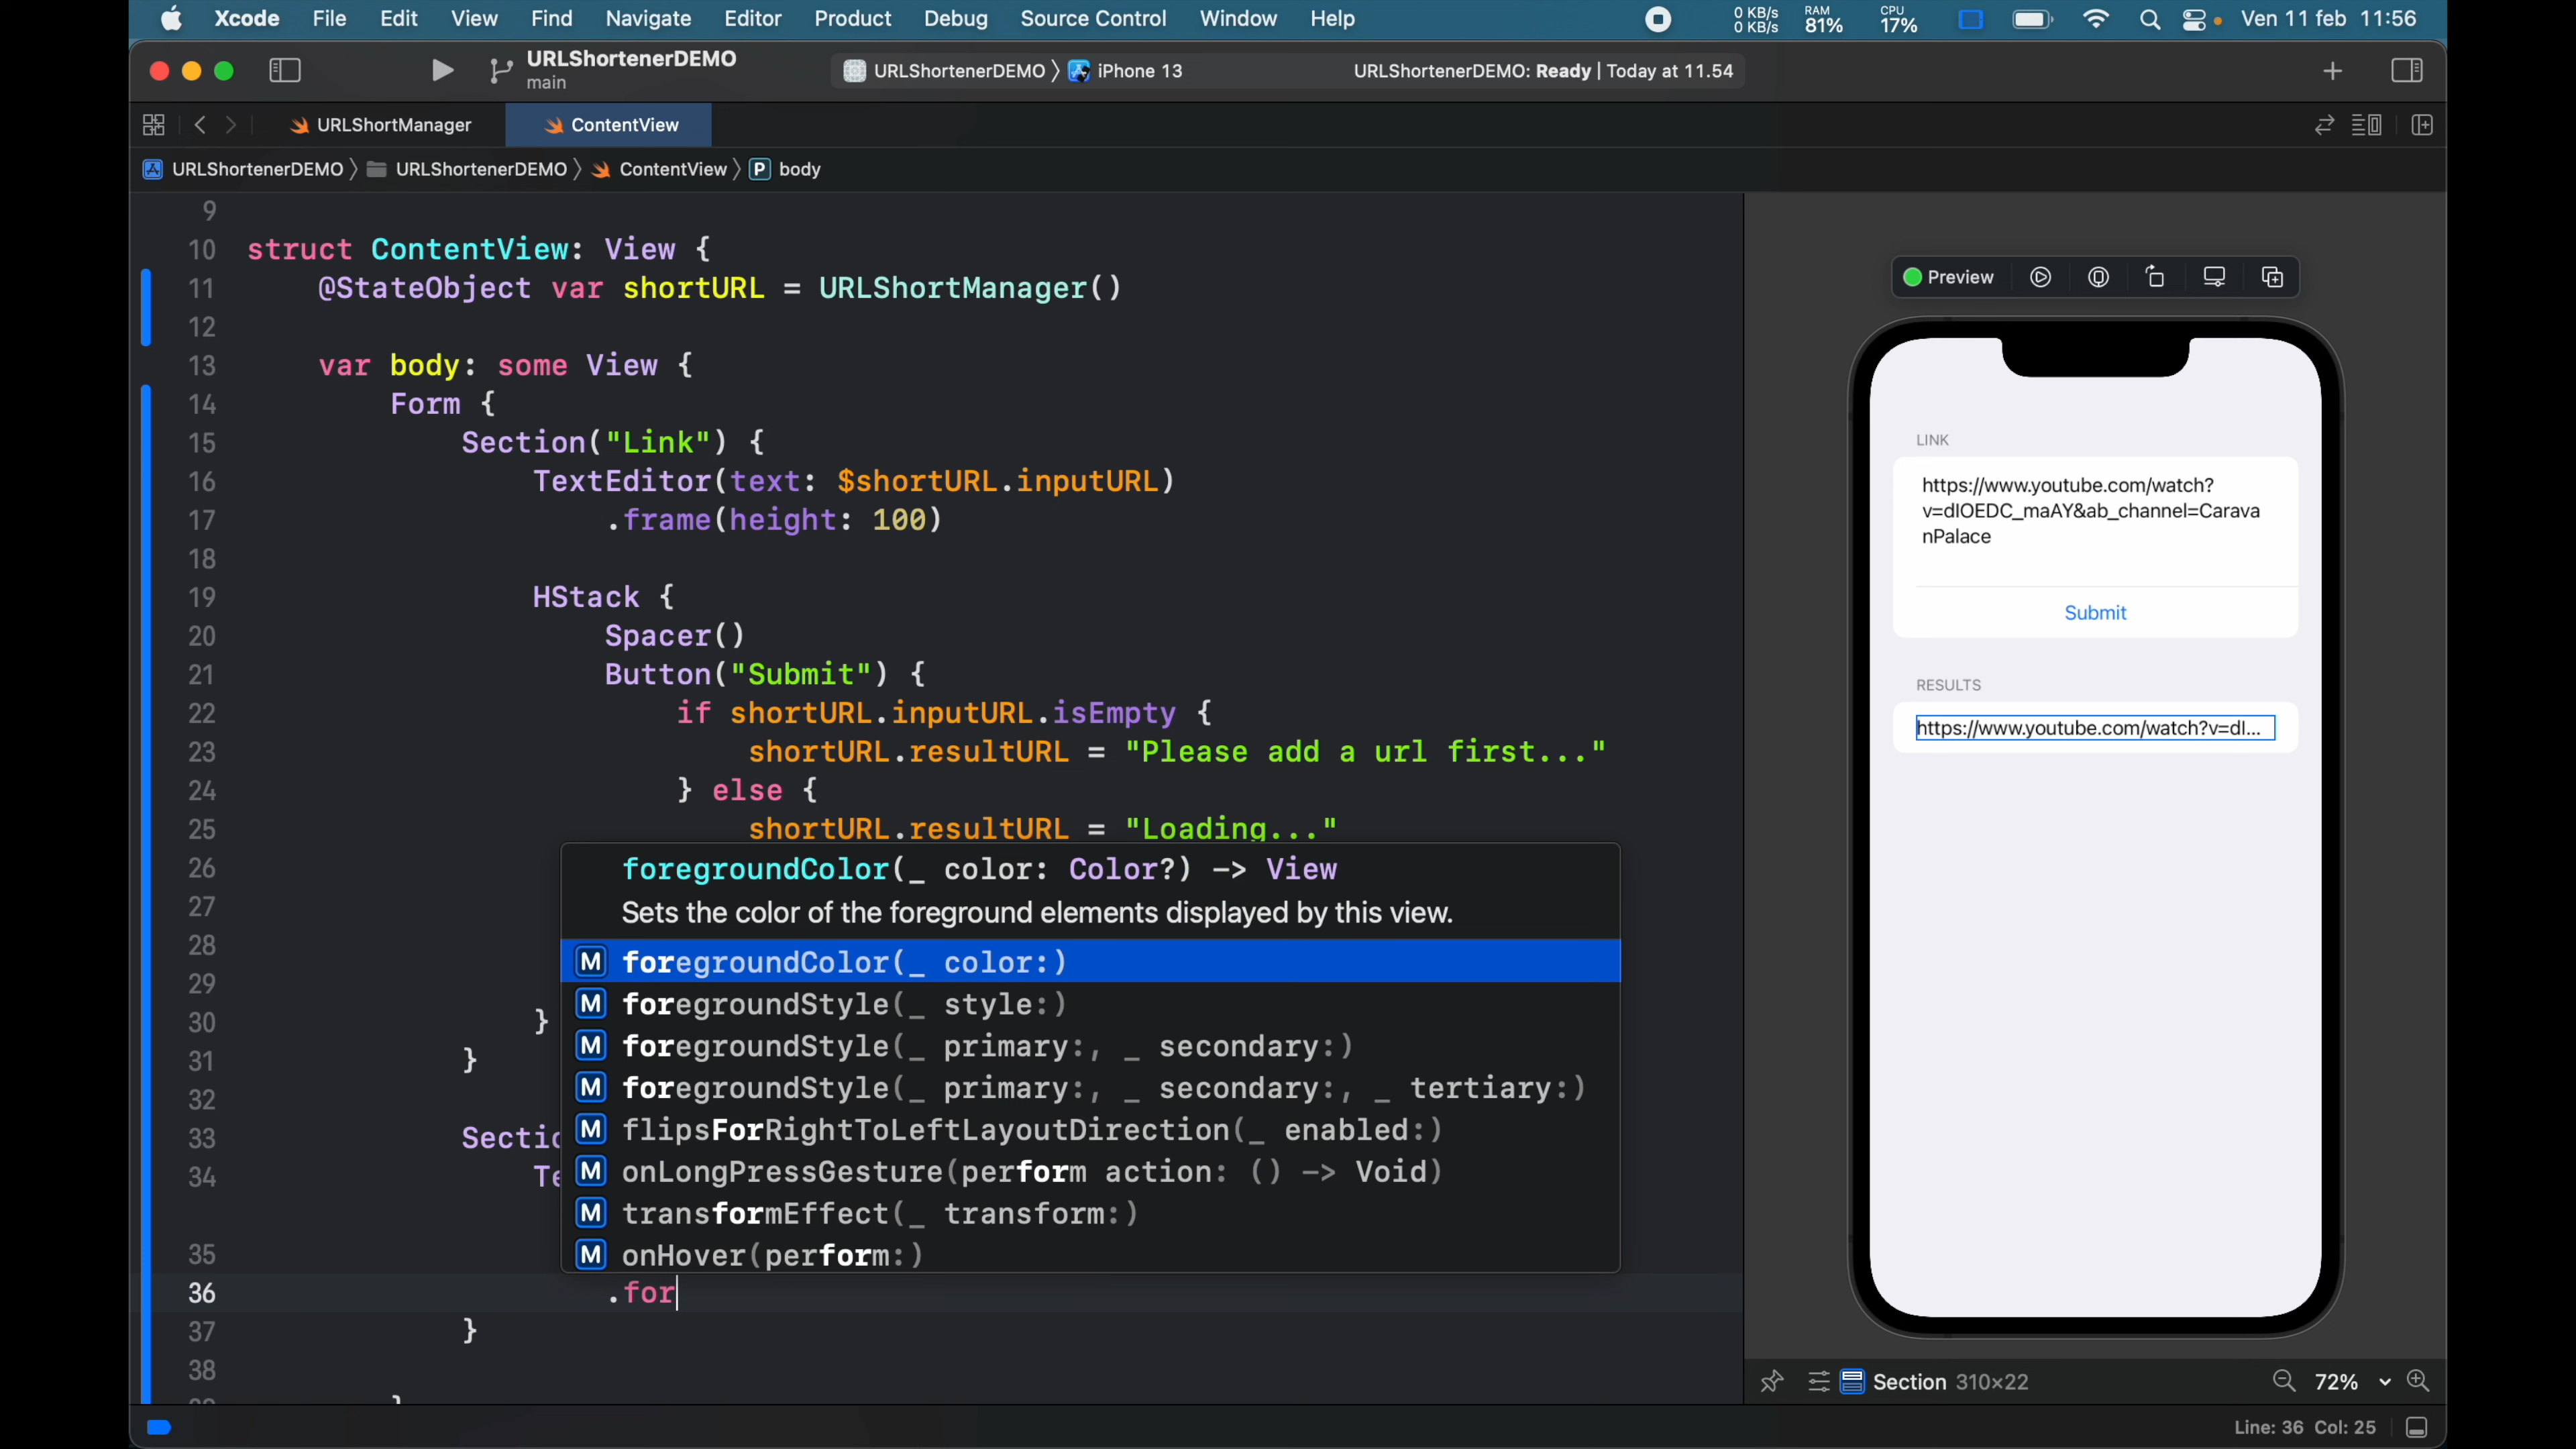 Xcode File Edit View Find Navigate Editor Product Debug Source Control Window Help 0 KB/s 0 KB/s RAM 81% CPU 17% Ven 11 feb 11:56
URLShortenerDEMO
main
URLShortenerDEMO 〉 iPhone 13 URLShortenerDEMO: Ready | Today at 11.54
URLShortManager ContentView
URLShortenerDEMO 〉 URLShortenerDEMO 〉 ContentView 〉 P body
9
10 struct ContentView: View {
11 @StateObject var shortURL = URLShortManager()
12
13 var body: some View {
14 Form {
15 Section("Link") {
16 TextEditor(text: $shortURL.inputURL)
17 .frame(height: 100)
18
19 HStack {
20 Spacer()
21 Button("Submit") {
22 if shortURL.inputURL.isEmpty {
23 shortURL.resultURL = "Please add a url first..."
24 } else {
25 shortURL.resultURL = "Loading..."
26
27
28
29
30 }
31 }
32
33 Sectio
34 Te
35
36 .for
37 }
38
foregroundColor(_ color: Color?) -> View
Sets the color of the foreground elements displayed by this view.
M foregroundColor(_ color:)
M foregroundStyle(_ style:)
M foregroundStyle(_ primary:, _ secondary:)
M foregroundStyle(_ primary:, _ secondary:, _ tertiary:)
M flipsForRightToLeftLayoutDirection(_ enabled:)
M onLongPressGesture(perform action: () -> Void)
M transformEffect(_ transform:)
M onHover(perform:)
Preview
LINK
https://www.youtube.com/watch?
v=dIOEDC_maAY&ab_channel=Carava
nPalace
Submit
RESULTS
https://www.youtube.com/watch?v=dI...
Section 310×22 72%
Line: 36 Col: 25